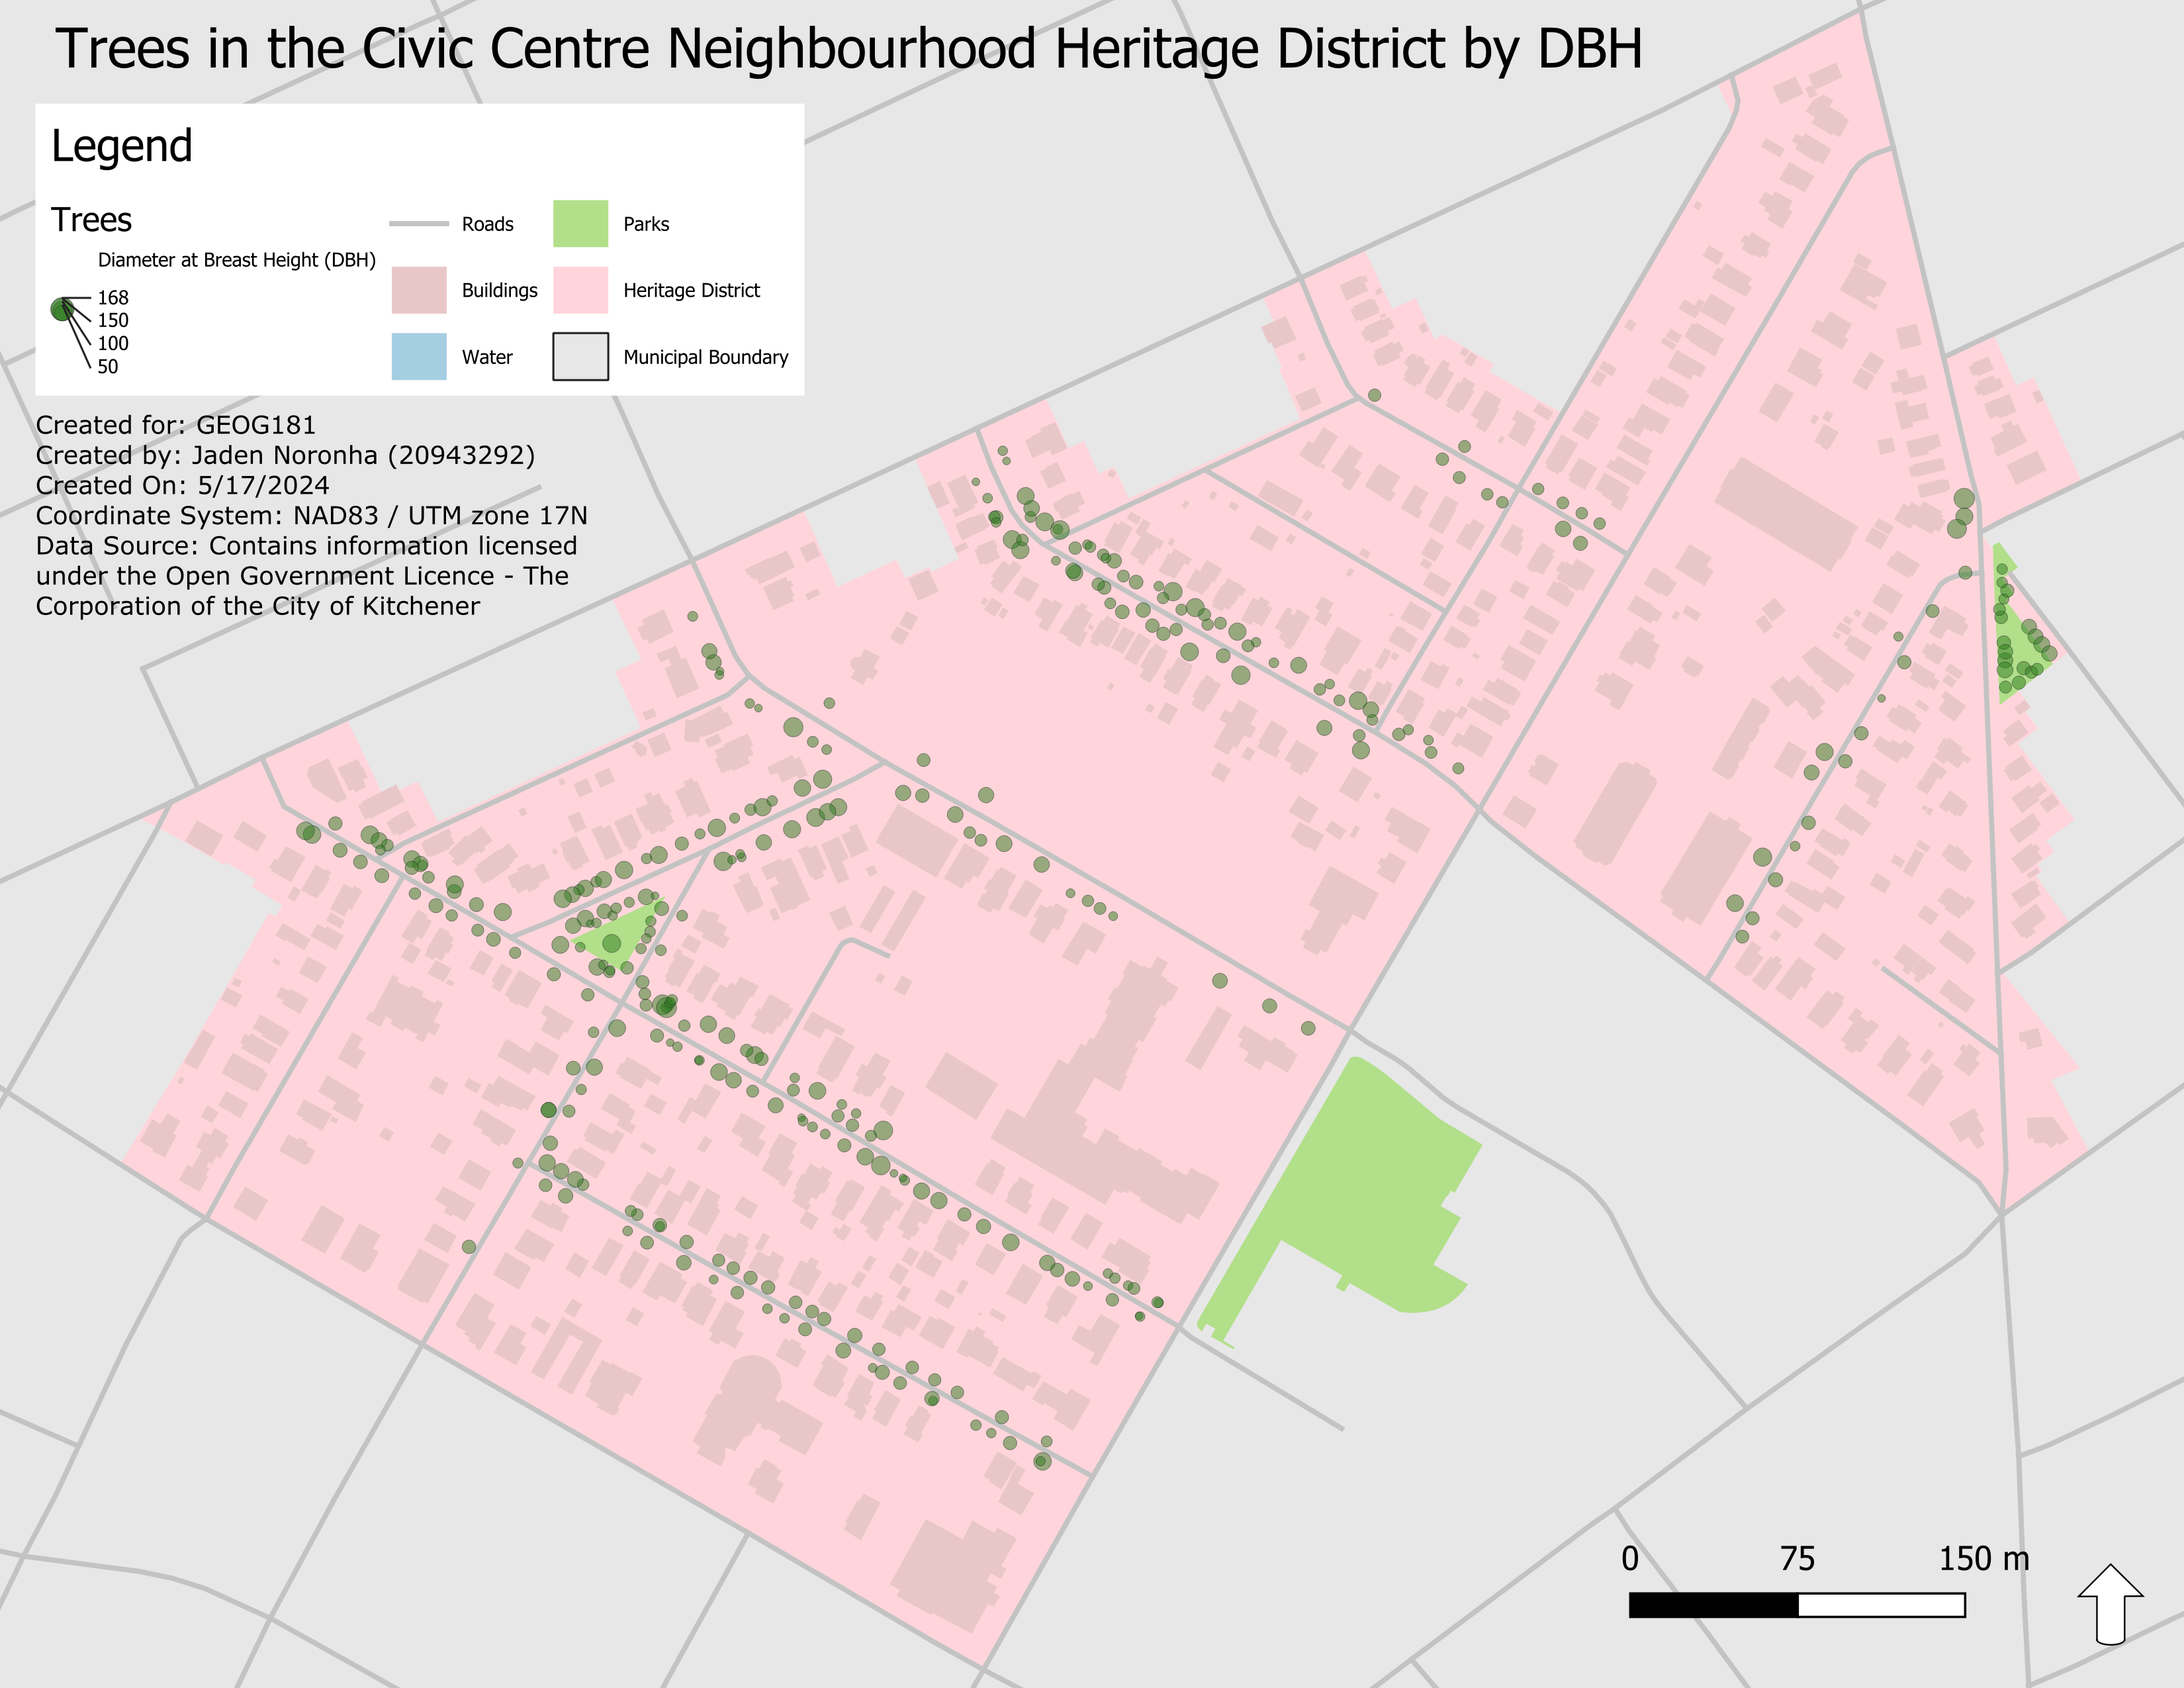 Trees in the Civic Centre Neighbourhood Heritage District by DBH
Legend
Trees
Diameter at Breast Height (DBH)
168
150
100
50
Roads
Buildings
Water
Parks
Heritage District
Municipal Boundary
Created for: GEOG181
Created by: Jaden Noronha (20943292)
Created On: 5/17/2024
Coordinate System: NAD83 / UTM zone 17N
Data Source: Contains information licensed
under the Open Government Licence - The
Corporation of the City of Kitchener
0 75 150 m